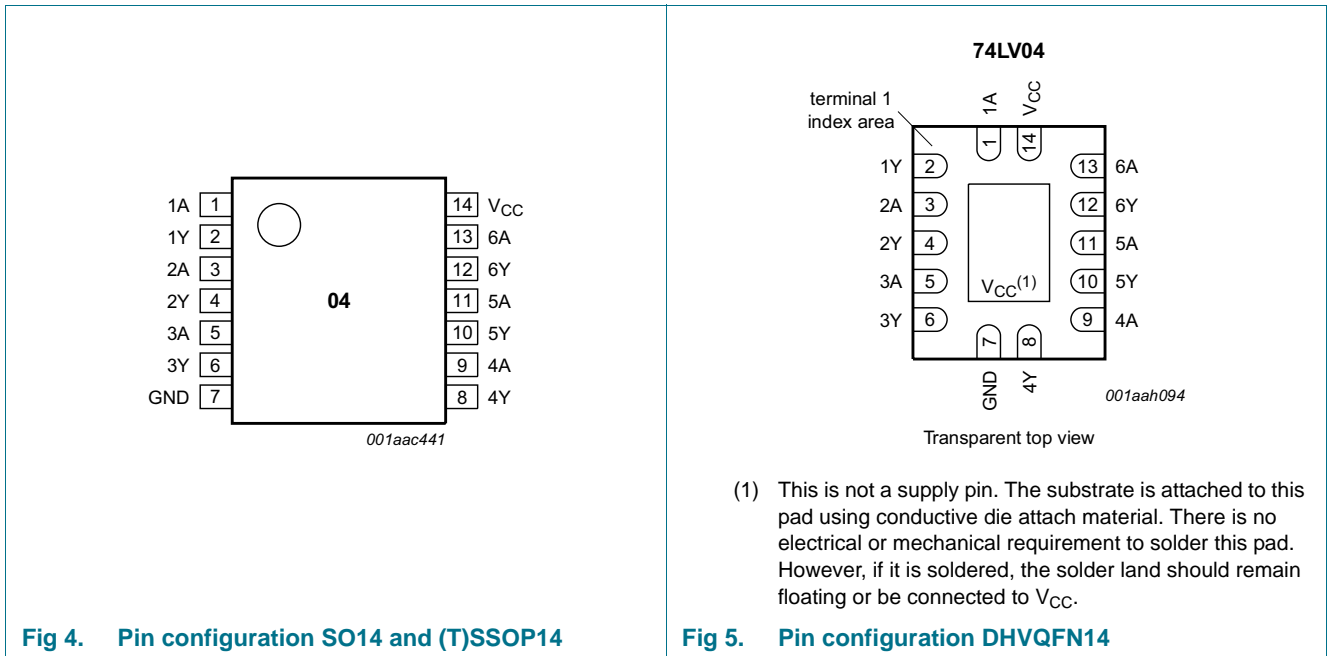 1A 1 14 VCC
1Y 2 13 6A
2A 3 12 6Y
2Y 4 04 11 5A
3A 5 10 5Y
3Y 6 9 4A
GND 7 8 4Y
001aac441
Fig 4. Pin configuration SO14 and (T)SSOP14
74LV04
terminal 1
index area
1A VCC
1 14
1Y 2 13 6A
2A 3 12 6Y
2Y 4 11 5A
3A 5 VCC(1) 10 5Y
3Y 6 9 4A
7 8
GND 4Y
001aah094
Transparent top view
(1) This is not a supply pin. The substrate is attached to this
pad using conductive die attach material. There is no
electrical or mechanical requirement to solder this pad.
However, if it is soldered, the solder land should remain
floating or be connected to VCC.
Fig 5. Pin configuration DHVQFN14